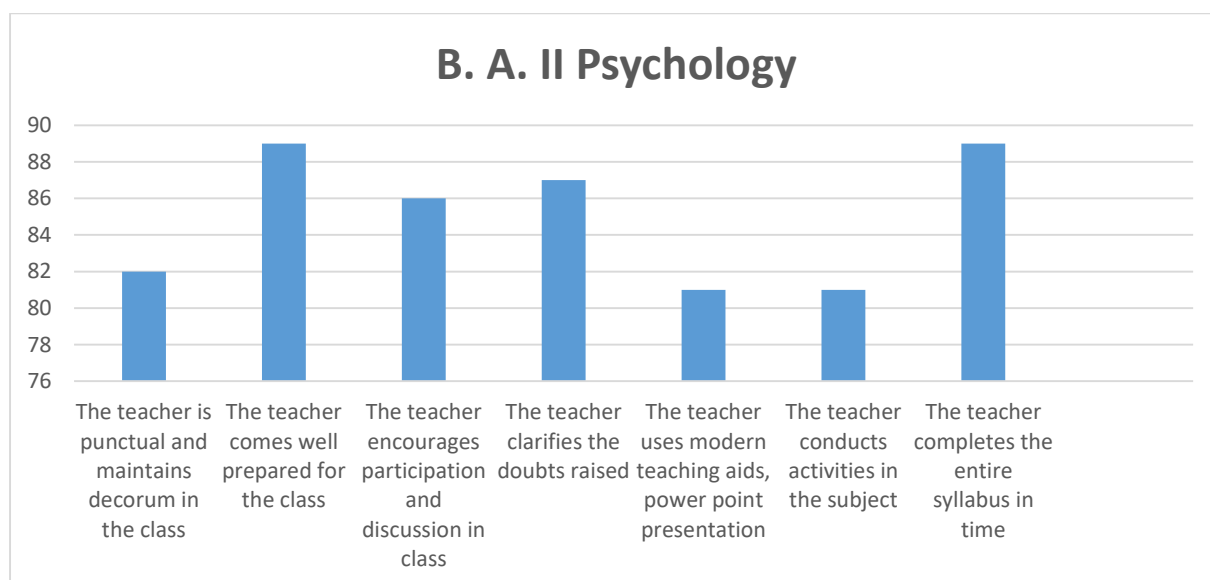 B. A. II Psychology
90
88
86
84
82
80
78
76
The teacher is
punctual and
maintains
decorum in
the class
The teacher
comes well
prepared for
the class
The teacher
encourages
participation
and
discussion in
class
The teacher
clarifies the
doubts raised
The teacher
uses modern
teaching aids,
power point
presentation
The teacher
conducts
activities in
the subject
The teacher
completes the
entire
syllabus in
time